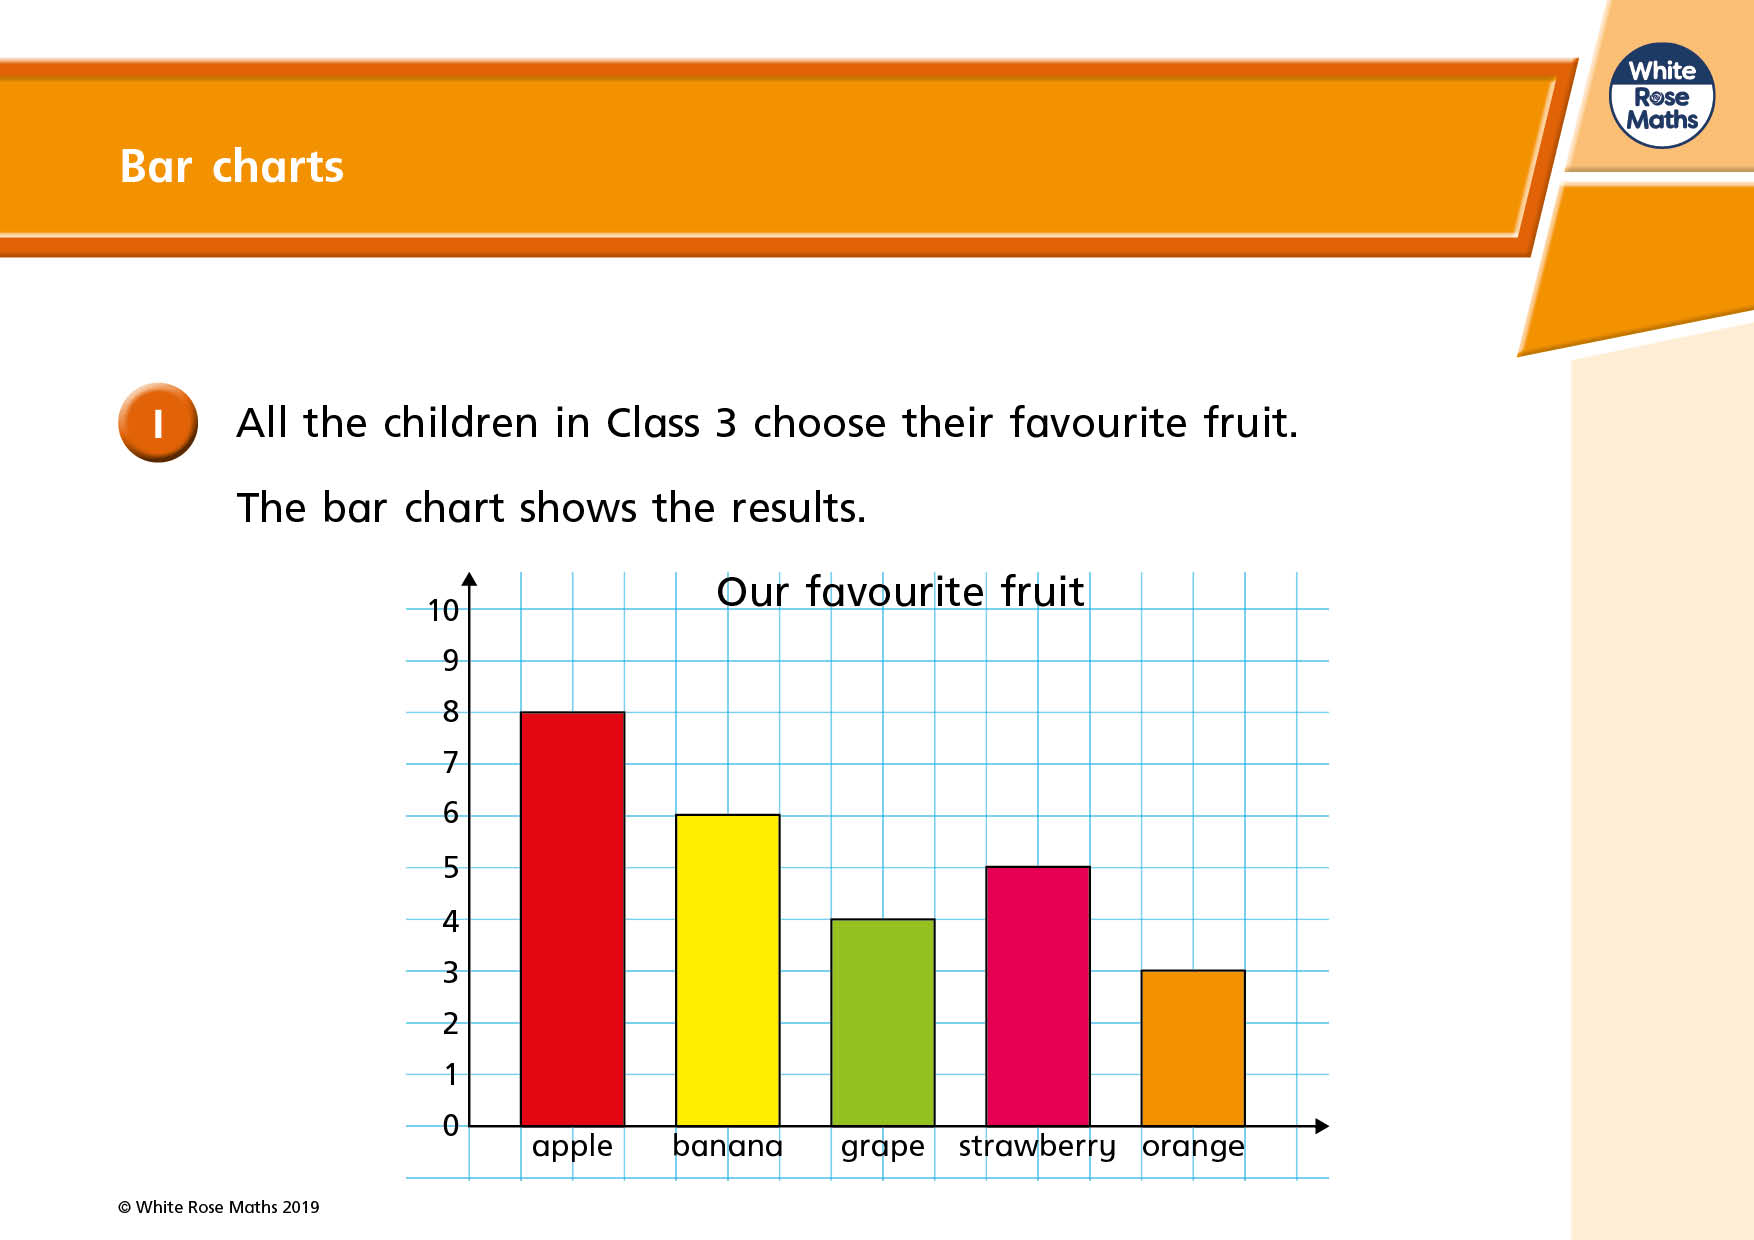 White
Rose
Maths
Bar charts
1 All the children in Class 3 choose their favourite fruit.
The bar chart shows the results.
Our favourite fruit
10
9
8
7
6
5
4
3
2
1
0
apple banana grape strawberry orange
© White Rose Maths 2019